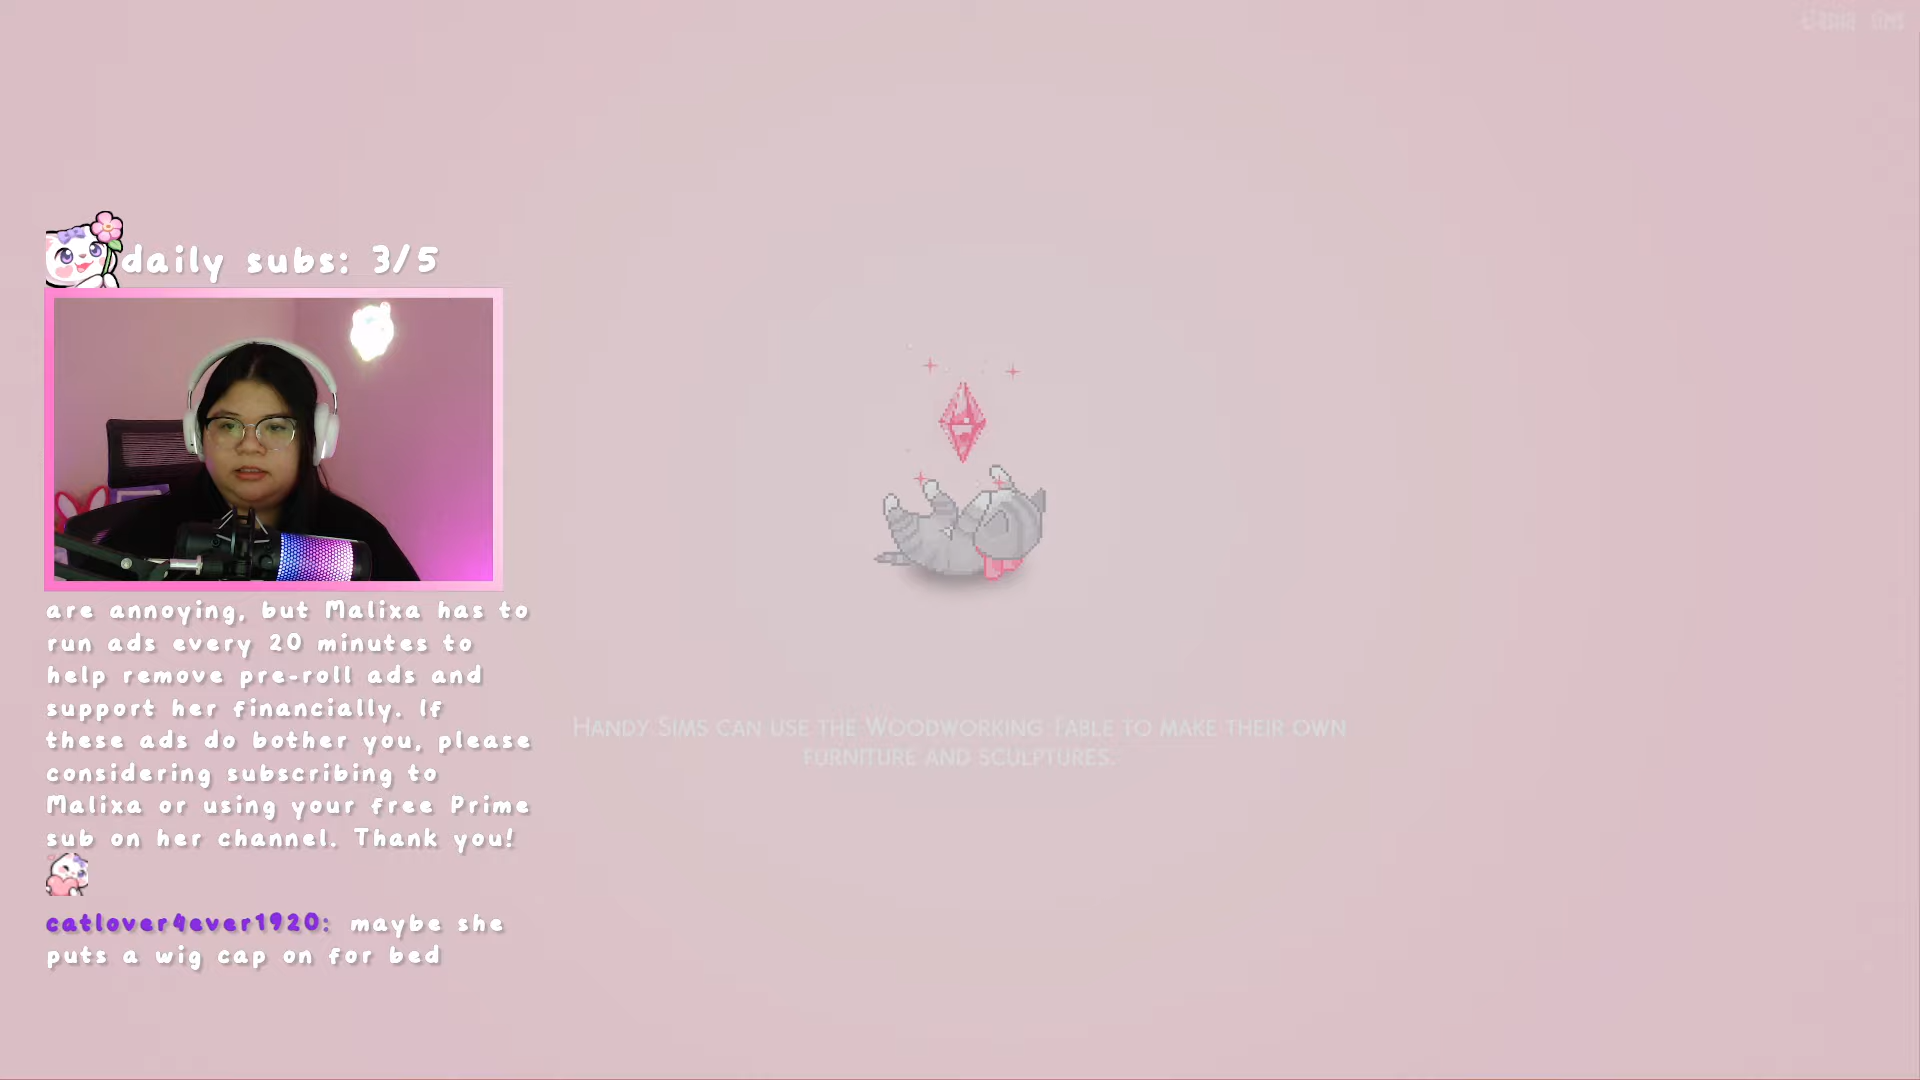 daily subs: 3/5
are annoying, but Malixa has to
run ads every 20 minutes to
help remove pre-roll ads and
support her financially. If
these ads do bother you, please
considering subscribing to
Malixa or using your free Prime
sub on her channel. Thank you!
catlover4ever1920: maybe she
puts a wig cap on for bed
HANDY SIMS CAN USE THE WOODWORKING TABLE TO MAKE THEIR OWN
FURNITURE AND SCULPTURES.